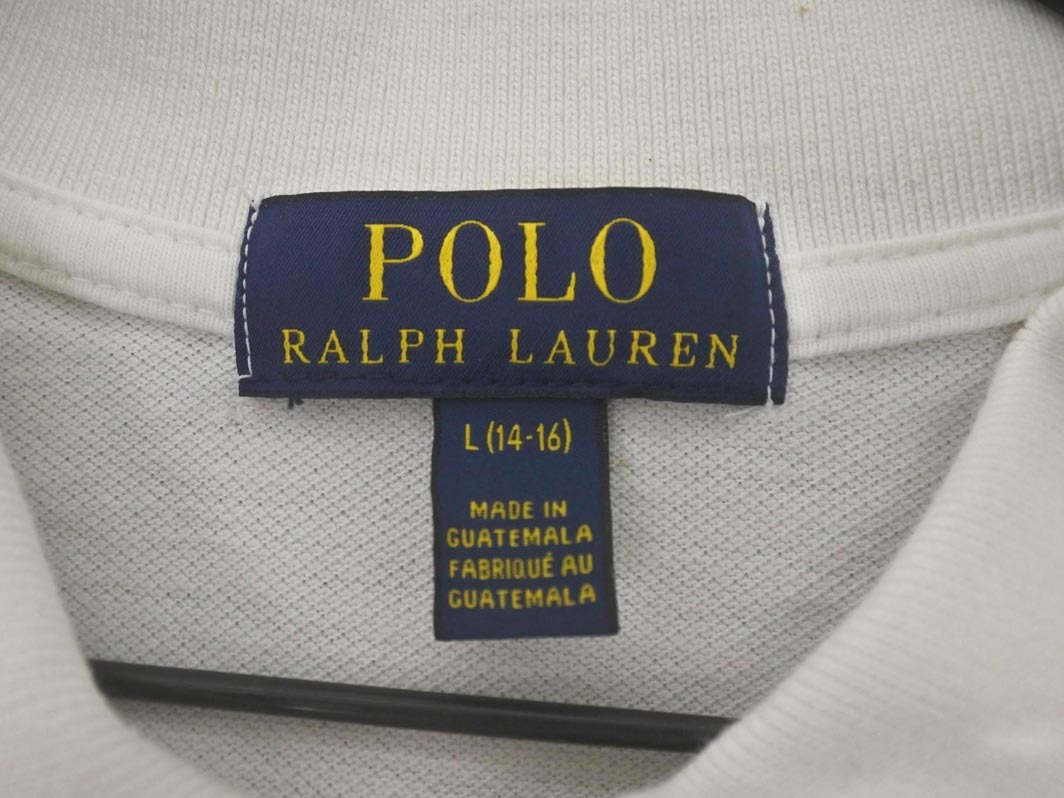 POLO
RALPH LAUREN
L (14-16)
MADE IN
GUATEMALA
FABRIQUÉ AU
GUATEMALA